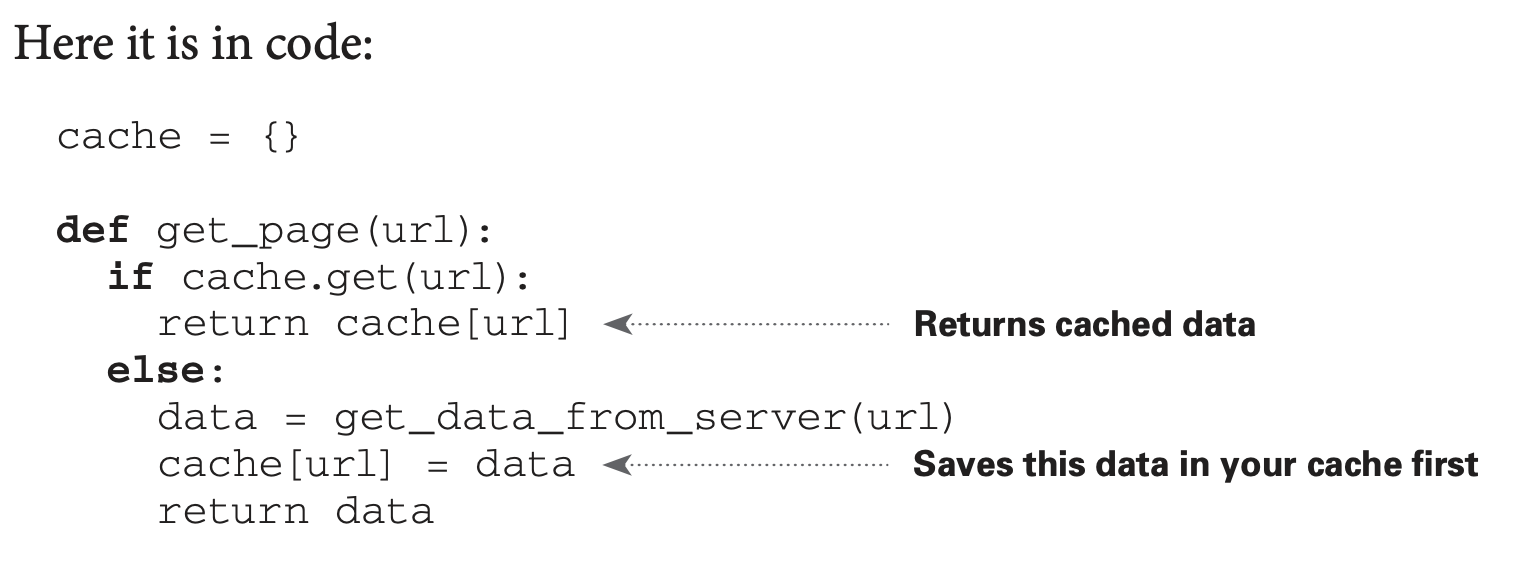 Here it is in code:
cache = {}
def get_page(url):
if cache.get(url):
return cache[url] Returns cached data
else:
data = get_data_from_server(url)
cache[url] = data Saves this data in your cache first
return data